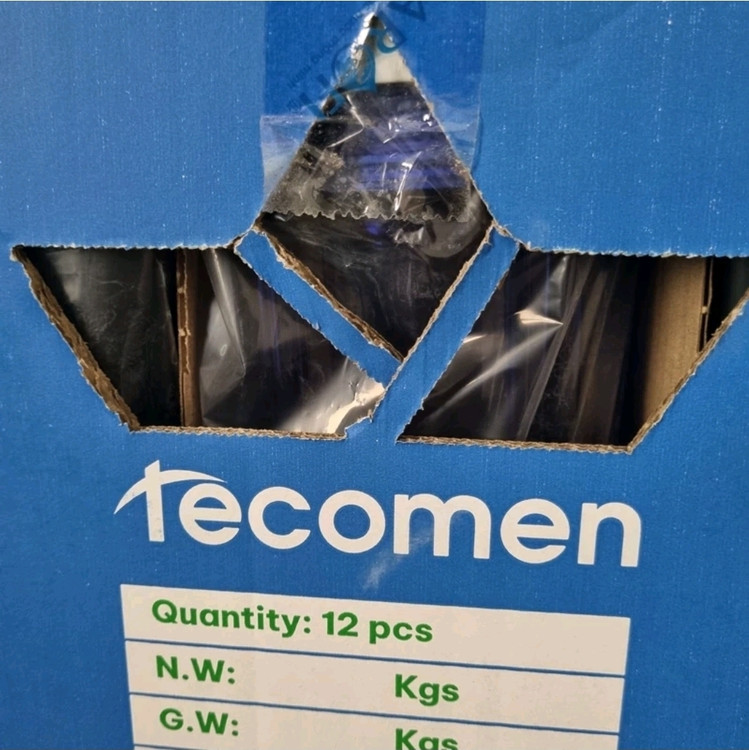 tecomen
Quantity: 12 pcs
N.W: Kgs
G.W: Kgs